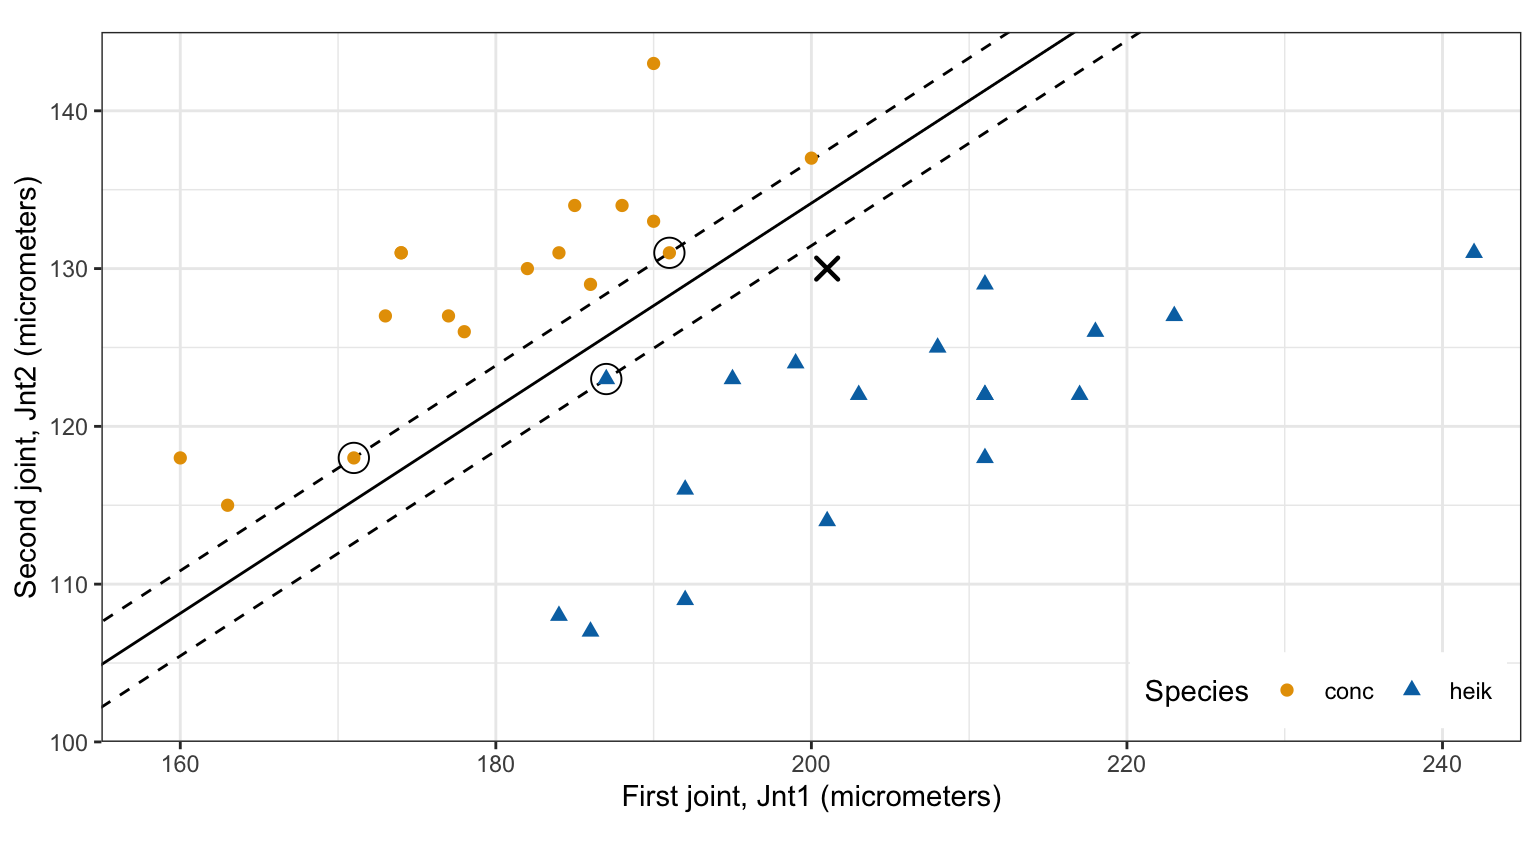 Second joint, Jnt2 (micrometers)
140
130
120
110
100
160 180 200 220 240
First joint, Jnt1 (micrometers)
Species conc heik